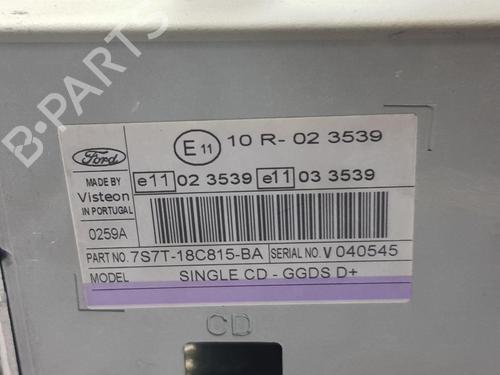 B-PARTS
Ford
E 11 10 R- 02 3539
MADE BY
Visteon
IN PORTUGAL
e11 02 3539 e11 03 3539
0259A
PART NO. 7S7T-18C815-BA SERIAL NO. V 040545
MODEL SINGLE CD - GGDS D+
CD